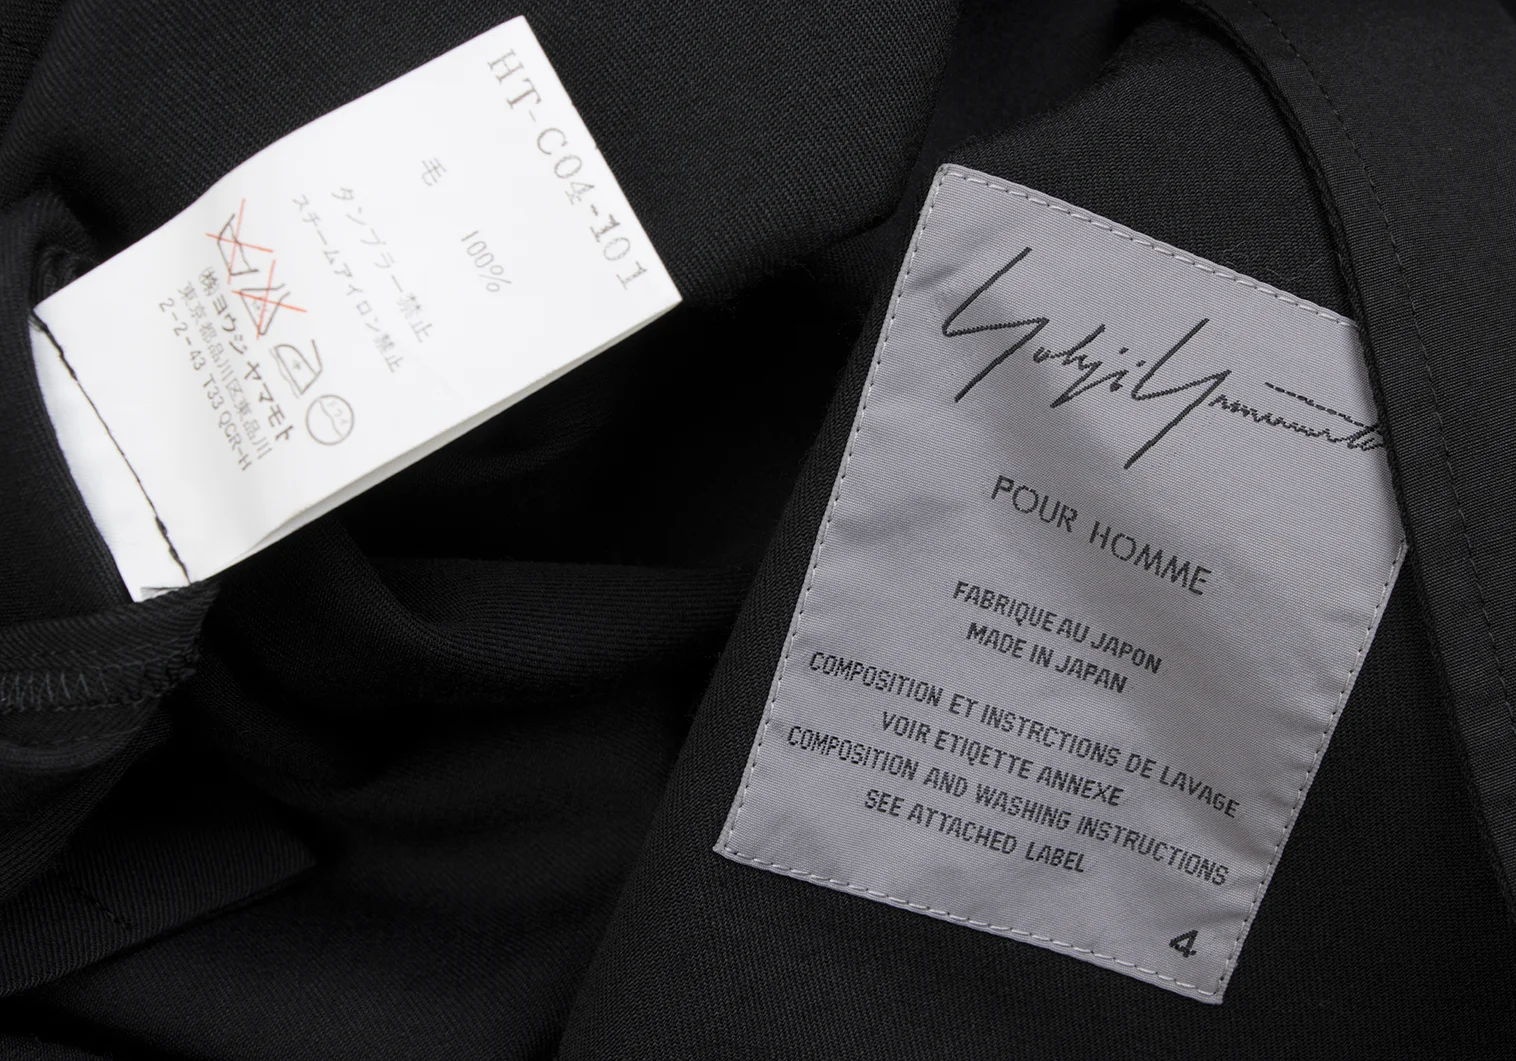 HT-C04-101
毛 100%
タンブラー禁止
スチームアイロン禁止
㈱ヨウジヤマモト
東京都品川区東品川
2-2-43 T33 QCR-H
Yohji Yamamoto
POUR HOMME
FABRIQUE AU JAPON
MADE IN JAPAN
COMPOSITION ET INSTRCTIONS DE LAVAGE
VOIR ETIQETTE ANNEXE
COMPOSITION AND WASHING INSTRUCTIONS
SEE ATTACHED LABEL
4